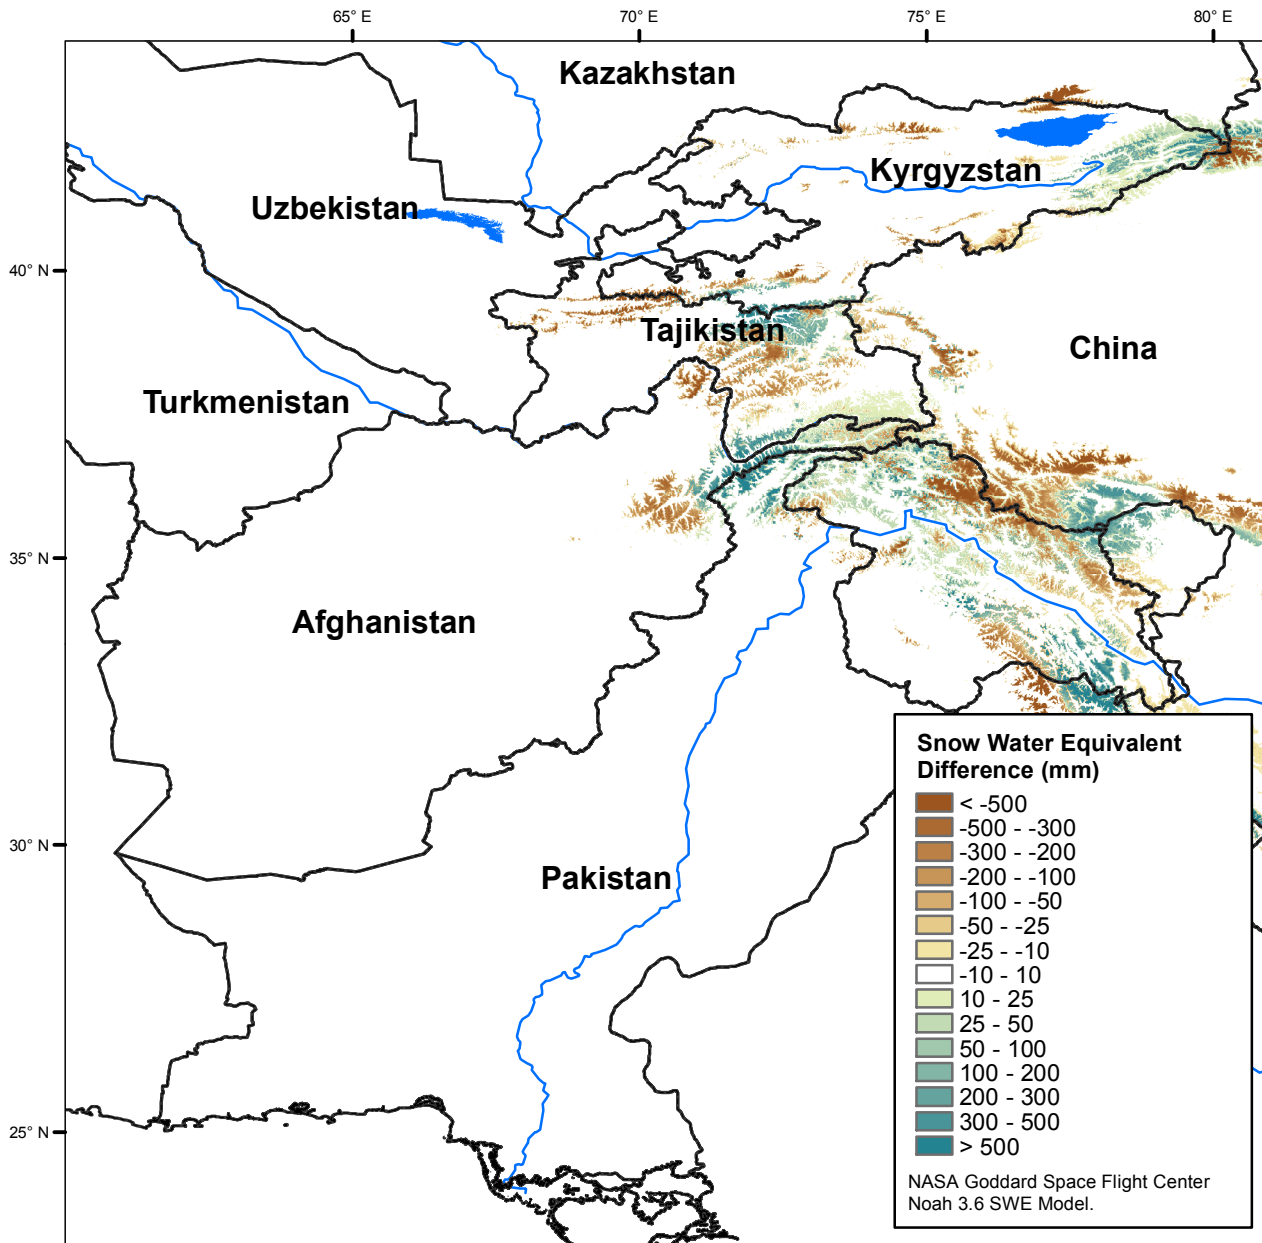 65° E
70° E
75° E
80° E
Kazakhstan
Kyrgyzstan
Uzbekistan
40° N
Tajikistan
China
Turkmenistan
35° N
Afghanistan
30° N
Pakistan
25° N
Snow Water Equivalent
Difference (mm)
< -500
-500 - -300
-300 - -200
-200 - -100
-100 - -50
-50 - -25
-25 - -10
-10 - 10
10 - 25
25 - 50
50 - 100
100 - 200
200 - 300
300 - 500
> 500
NASA Goddard Space Flight Center
Noah 3.6 SWE Model.